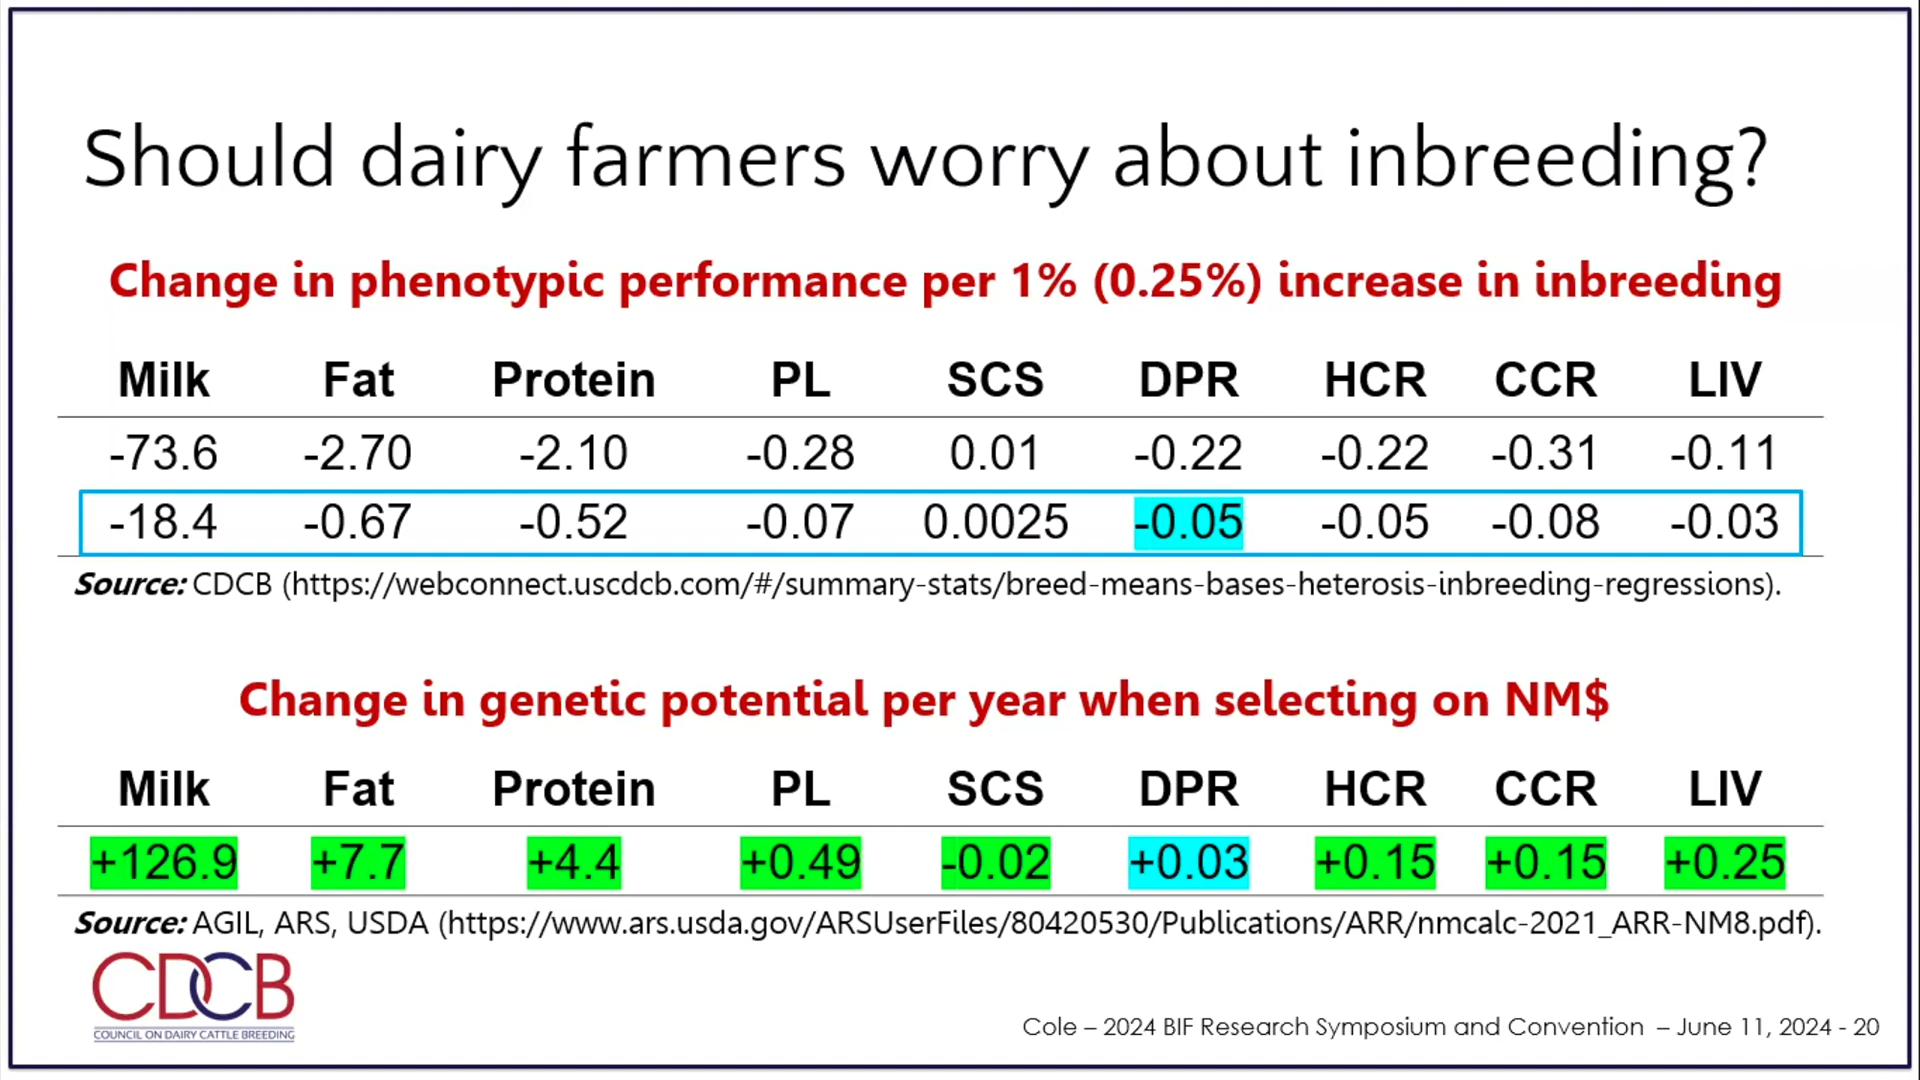 Should dairy farmers worry about inbreeding?
Change in phenotypic performance per 1% (0.25%) increase in inbreeding
Milk Fat Protein PL SCS DPR HCR CCR LIV
-73.6 -2.70 -2.10 -0.28 0.01 -0.22 -0.22 -0.31 -0.11
-18.4 -0.67 -0.52 -0.07 0.0025 -0.05 -0.05 -0.08 -0.03
Source: CDCB (https://webconnect.uscdcb.com/#/summary-stats/breed-means-bases-heterosis-inbreeding-regressions).
Change in genetic potential per year when selecting on NM$
Milk Fat Protein PL SCS DPR HCR CCR LIV
+126.9 +7.7 +4.4 +0.49 -0.02 +0.03 +0.15 +0.15 +0.25
Source: AGIL, ARS, USDA (https://www.ars.usda.gov/ARSUserFiles/80420530/Publications/ARR/nmcalc-2021_ARR-NM8.pdf).
CDCB
COUNCIL ON DAIRY CATTLE BREEDING
Cole – 2024 BIF Research Symposium and Convention – June 11, 2024 - 20